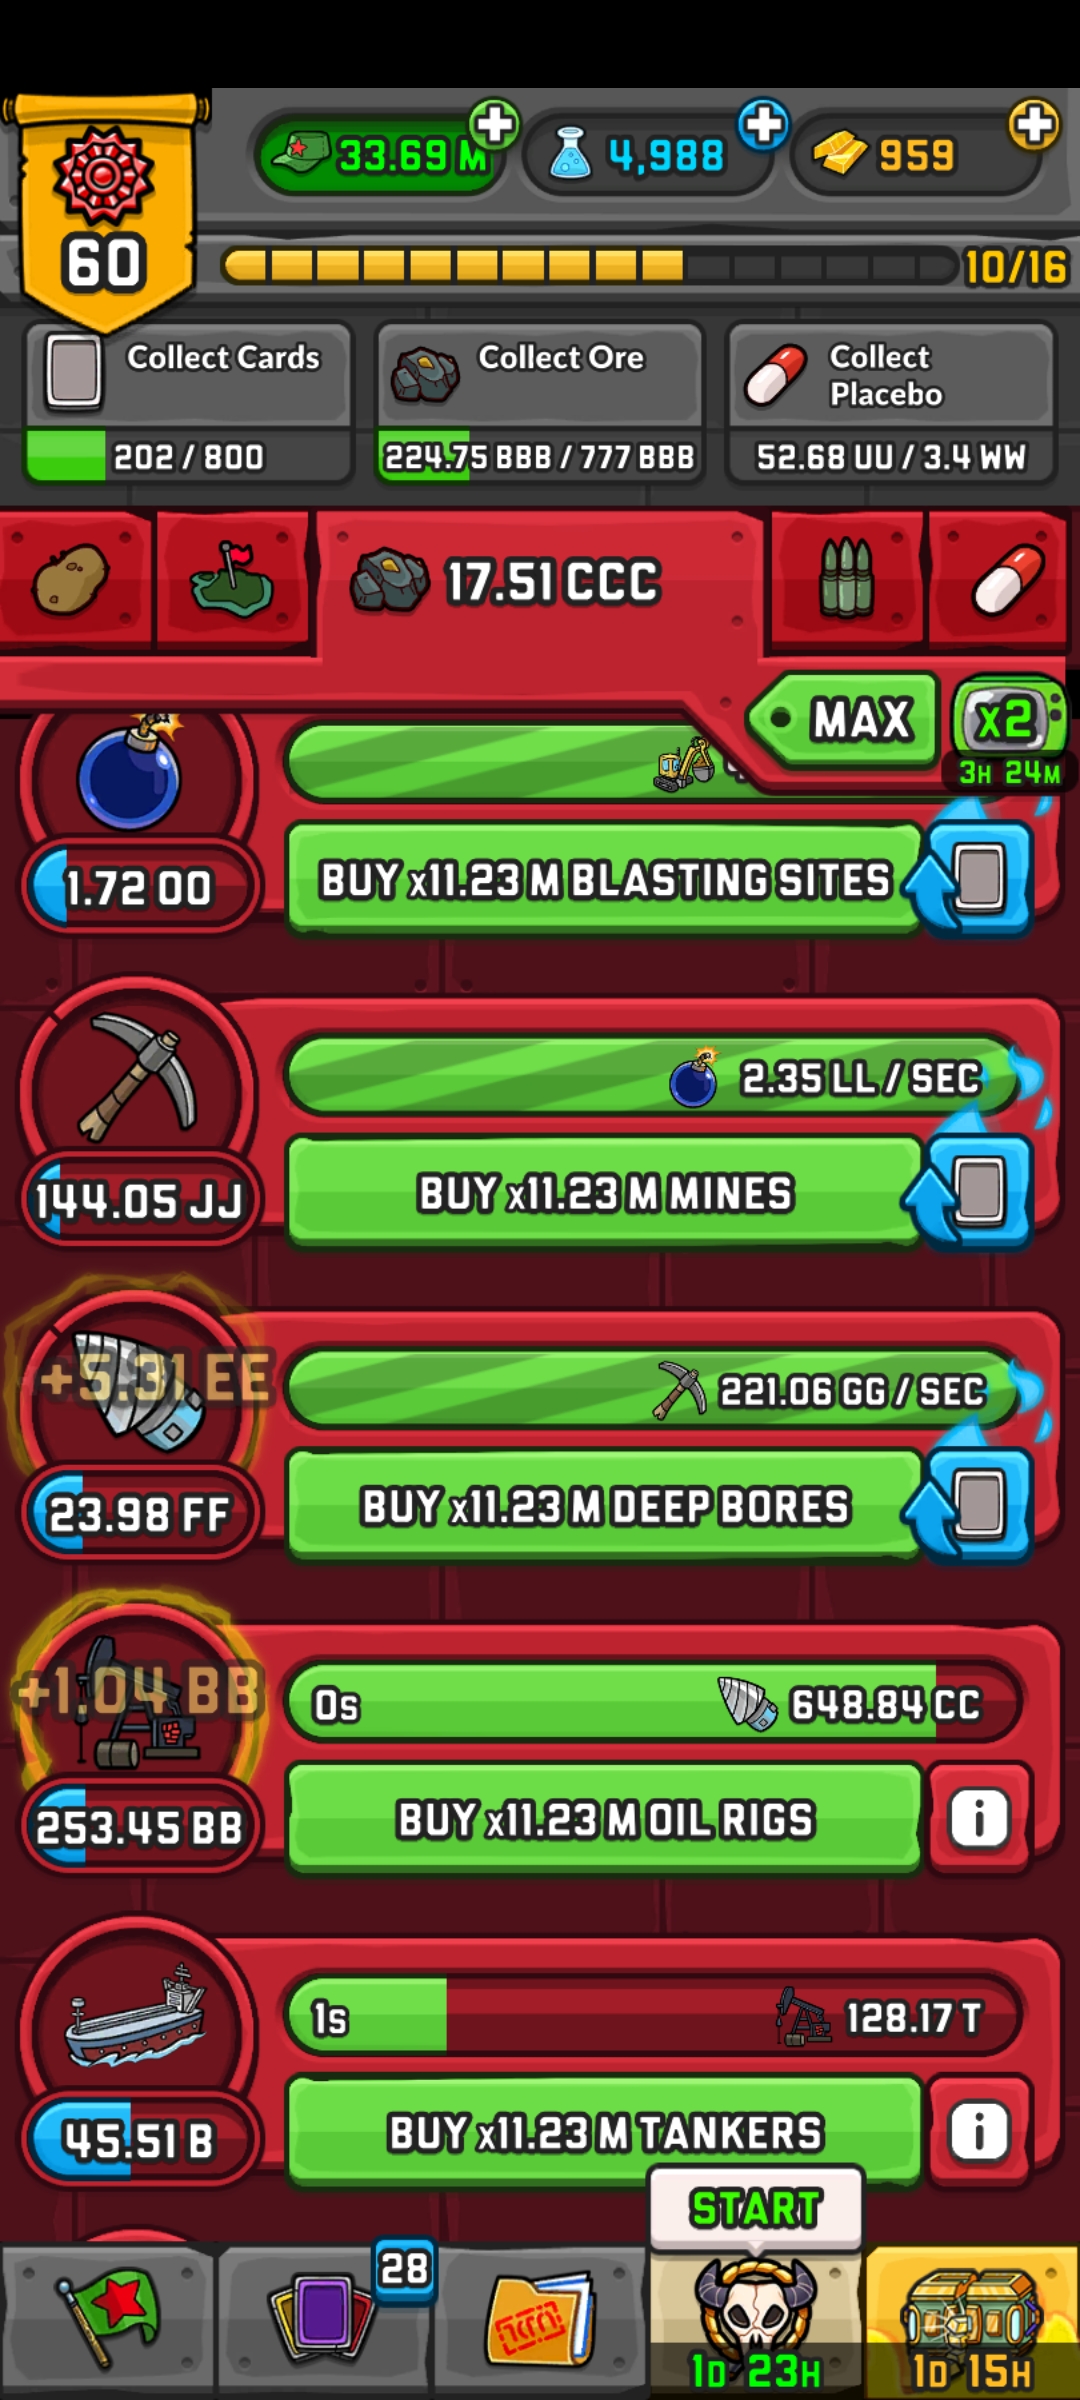 33.69 M
4,988
959
60
10/16
Collect Cards
202 / 800
Collect Ore
224.75 BBB / 777 BBB
Collect
Placebo
52.68 UU / 3.4 WW
17.51 CCC
MAX
x2
3H 24M
1.72 OO
BUY x11.23 M BLASTING SITES
2.35 LL / SEC
144.05 JJ
BUY x11.23 M MINES
+5.31 EE
221.06 GG / SEC
23.98 FF
BUY x11.23 M DEEP BORES
+1.04 BB
0s
648.84 CC
253.45 BB
BUY x11.23 M OIL RIGS
i
1s
128.17 T
45.51 B
BUY x11.23 M TANKERS
i
START
28
1D 23H
1D 15H